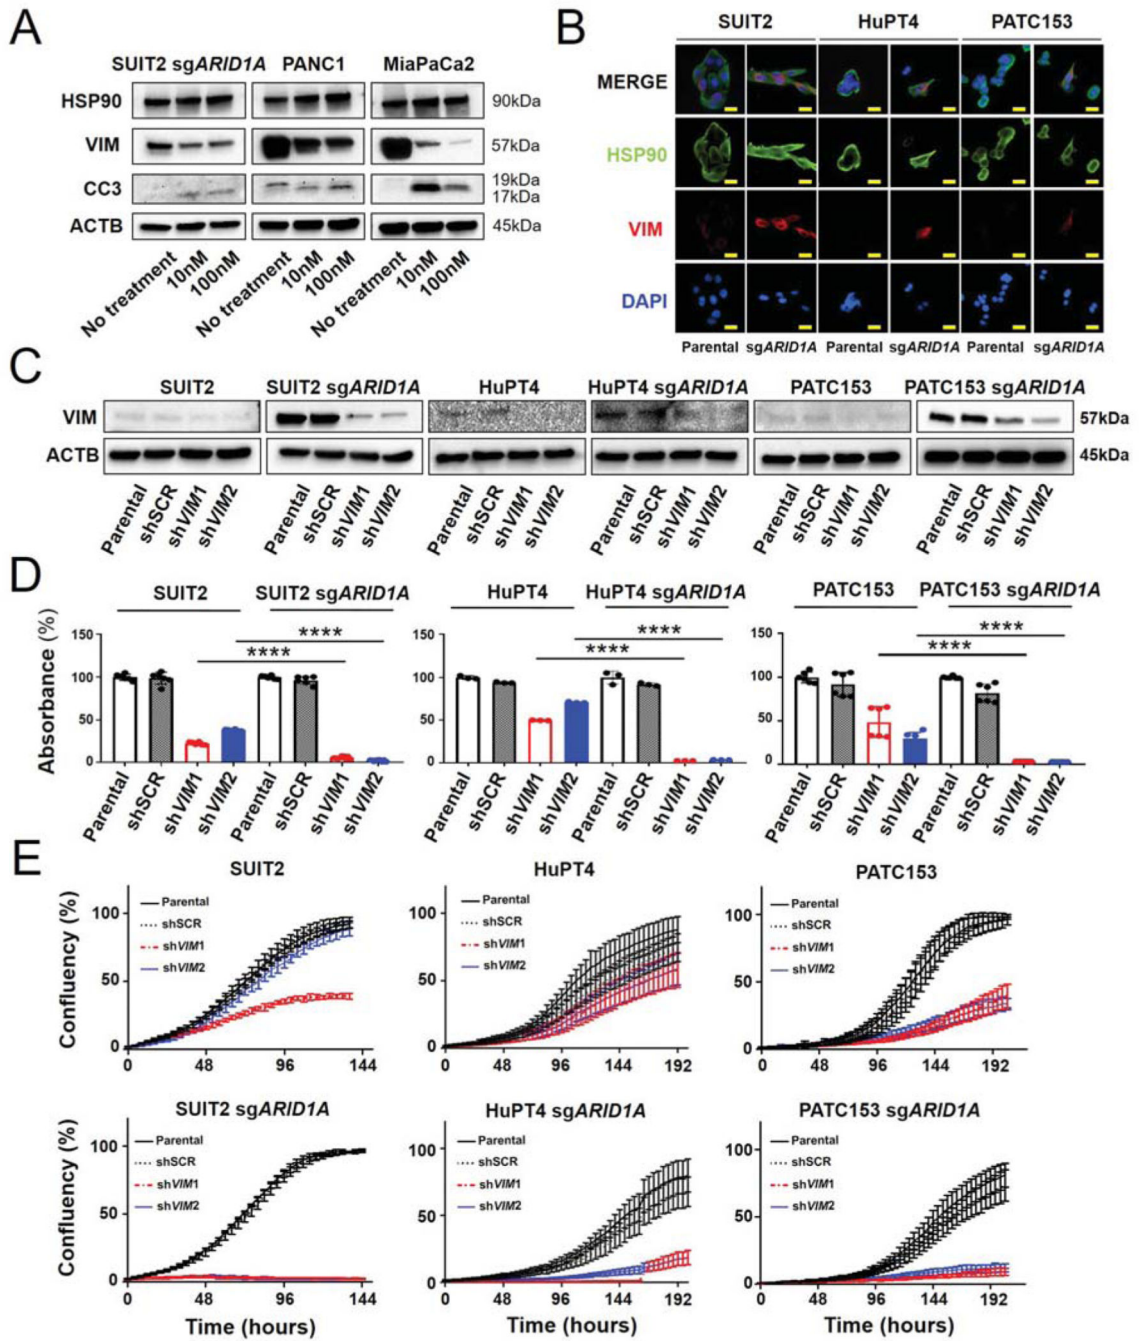 A
SUIT2 sgARID1A PANC1 MiaPaCa2
HSP90 90kDa
VIM 57kDa
CC3 19kDa
17kDa
ACTB 45kDa
No treatment 10nM 100nM No treatment 10nM 100nM No treatment 10nM 100nM
B
SUIT2 HuPT4 PATC153
MERGE
HSP90
VIM
DAPI
Parental sgARID1A Parental sgARID1A Parental sgARID1A
C
SUIT2 SUIT2 sgARID1A HuPT4 HuPT4 sgARID1A PATC153 PATC153 sgARID1A
VIM 57kDa
ACTB 45kDa
Parental shSCR shVIM1 shVIM2 Parental shSCR shVIM1 shVIM2 Parental shSCR shVIM1 shVIM2 Parental shSCR shVIM1 shVIM2 Parental shSCR shVIM1 shVIM2 Parental shSCR shVIM1 shVIM2
D
SUIT2 SUIT2 sgARID1A HuPT4 HuPT4 sgARID1A PATC153 PATC153 sgARID1A
Absorbance (%)
150 **** 150 **** 150 ****
**** **** ****
100 100 100
50 50 50
0 0 0
Parental shSCR shVIM1 shVIM2 Parental shSCR shVIM1 shVIM2 Parental shSCR shVIM1 shVIM2 Parental shSCR shVIM1 shVIM2 Parental shSCR shVIM1 shVIM2 Parental shSCR shVIM1 shVIM2
E
SUIT2 HuPT4 PATC153
Confluency (%)
Parental Parental Parental
100 100 100
shSCR shSCR shSCR
shVIM1 shVIM1 shVIM1
shVIM2 shVIM2 shVIM2
50 50 50
0 0 0
0 48 96 144 0 48 96 144 192 0 48 96 144 192
SUIT2 sgARID1A HuPT4 sgARID1A PATC153 sgARID1A
Confluency (%)
Parental Parental Parental
100 100 100
shSCR shSCR shSCR
shVIM1 shVIM1 shVIM1
shVIM2 shVIM2 shVIM2
50 50 50
0 0 0
0 48 96 144 0 48 96 144 192 0 48 96 144 192
Time (hours) Time (hours) Time (hours)